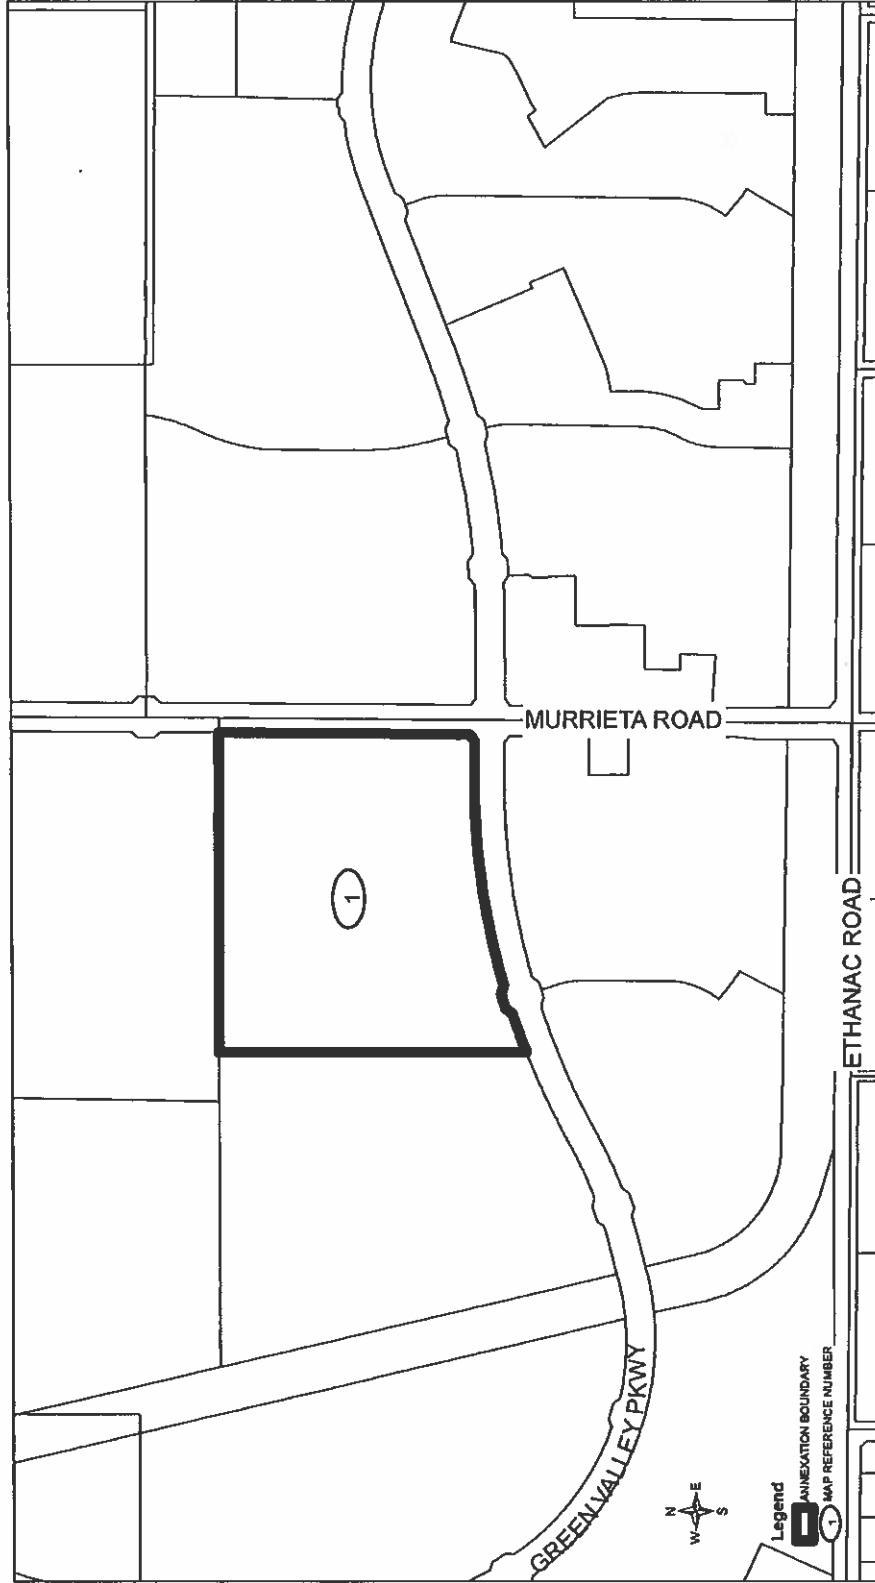 1
MURRIETA ROAD
ETHANAC ROAD
GREEN VALLEY PKWY
N
W
E
S
Legend
ANNEXATION BOUNDARY
1
MAP REFERENCE NUMBER